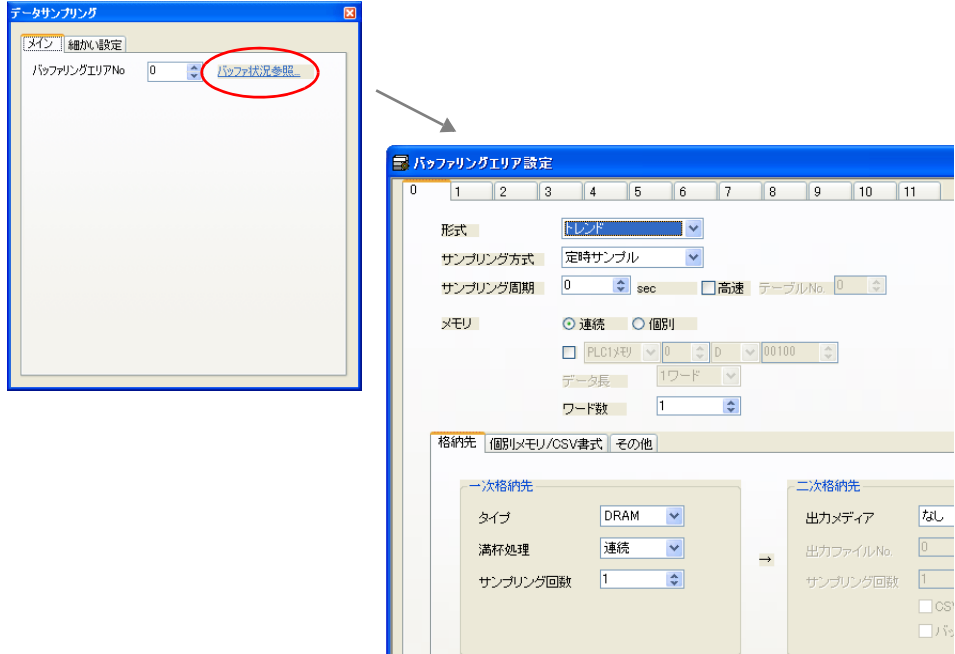 データサンプリング
メイン 細かい設定
バッファリングエリアNo 0 バッファ状況参照...
バッファリングエリア設定
0 1 2 3 4 5 6 7 8 9 10 11
形式 トレンド
サンプリング方式 定時サンプル
サンプリング周期 0 sec 高速 テーブルNo. 0
メモリ 連続 個別
PLC1メモリ 0 D 00100
データ長 1ワード
ワード数 1
格納先 個別メモリ/CSV書式 その他
一次格納先 二次格納先
タイプ DRAM 出力メディア なし
満杯処理 連続 → 出力ファイルNo. 0
サンプリング回数 1 サンプリング回数 1